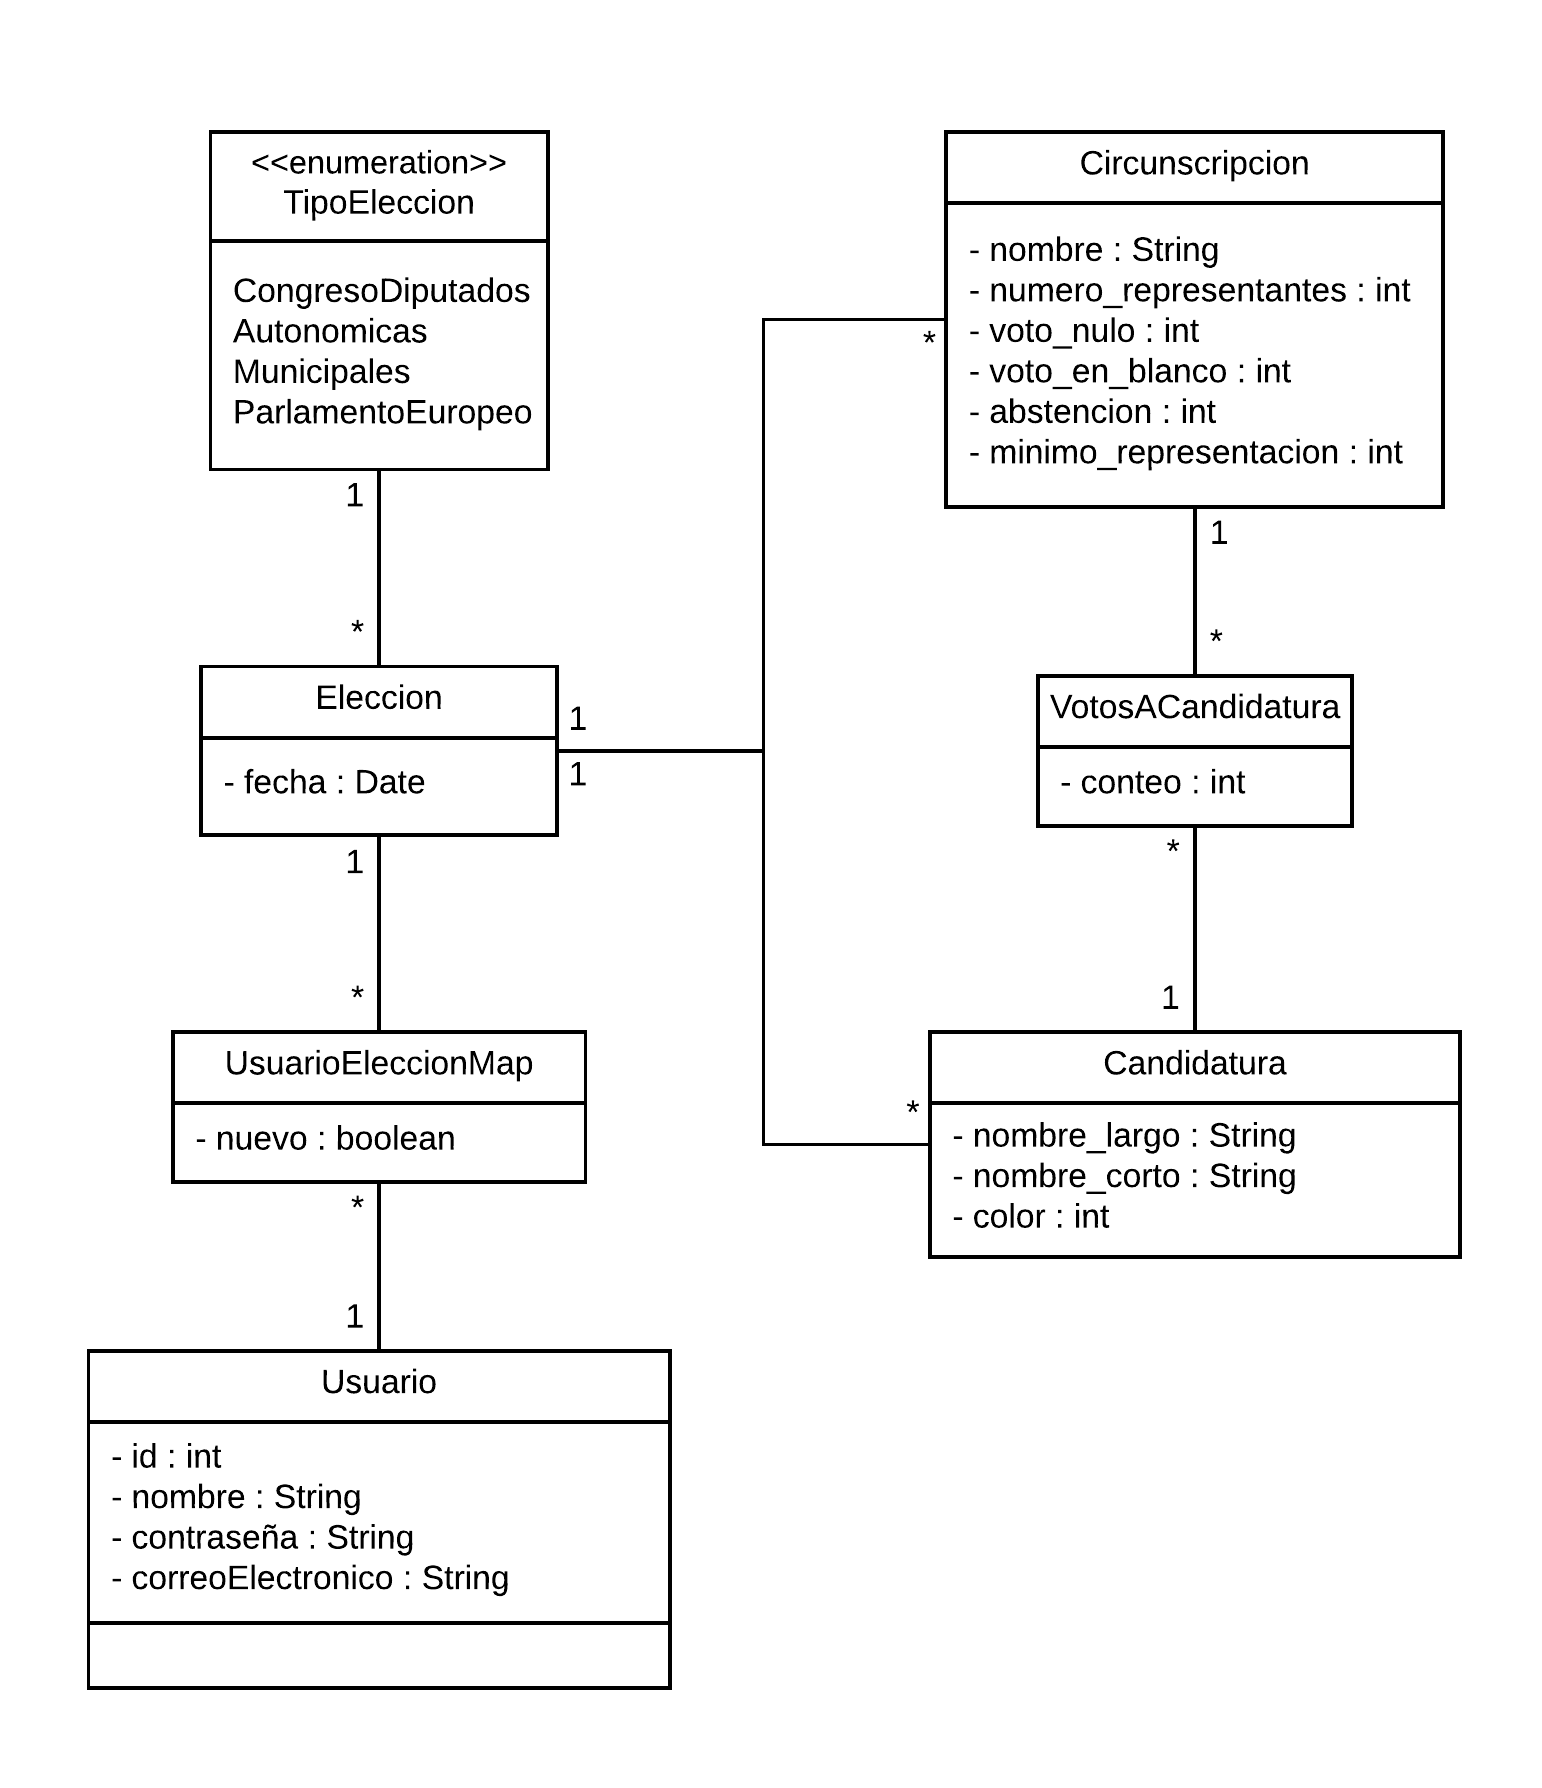 <<enumeration>>
TipoEleccion
CongresoDiputados
Autonomicas
Municipales
ParlamentoEuropeo
1
*
Eleccion
- fecha : Date
1
1
1
*
UsuarioEleccionMap
- nuevo : boolean
*
1
Usuario
- id : int
- nombre : String
- contraseña : String
- correoElectronico : String
Circunscripcion
- nombre : String
- numero_representantes : int
- voto_nulo : int
- voto_en_blanco : int
- abstencion : int
- minimo_representacion : int
*
1
*
VotosACandidatura
- conteo : int
*
1
*
Candidatura
- nombre_largo : String
- nombre_corto : String
- color : int